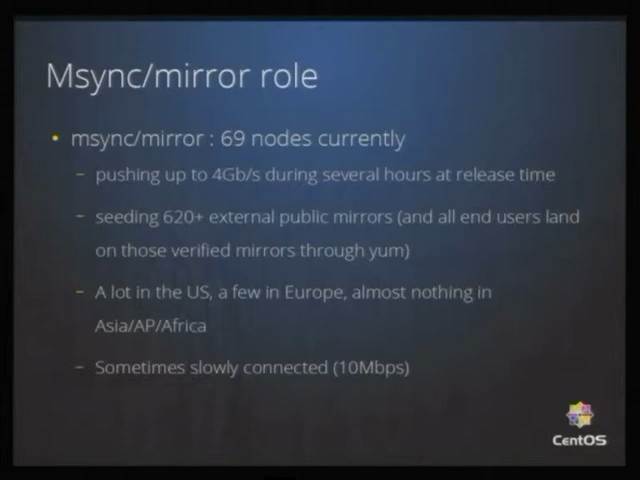 Msync/mirror role
• msync/mirror : 69 nodes currently
– pushing up to 4Gb/s during several hours at release time
– seeding 620+ external public mirrors (and all end users land
on those verified mirrors through yum)
– A lot in the US, a few in Europe, almost nothing in
Asia/AP/Africa
– Sometimes slowly connected (10Mbps)
CentOS